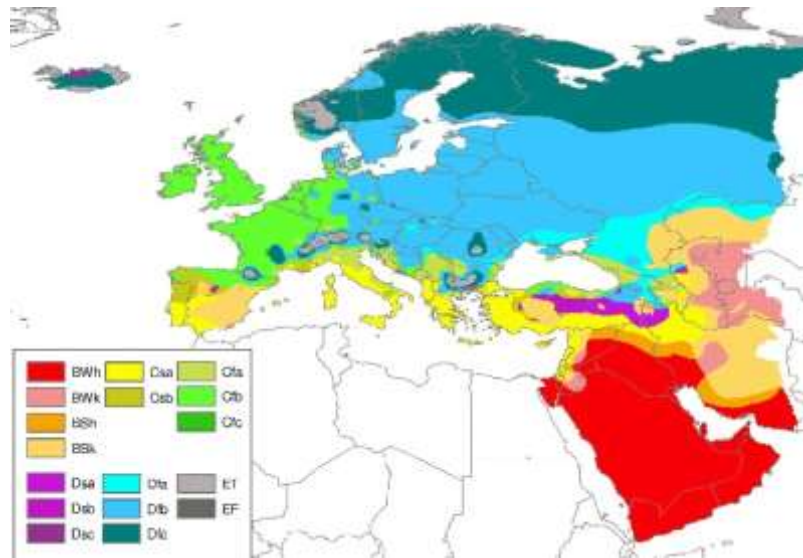 BWh Csa Cfa
BWk Csb Cfb
BSh Cfc
BSk
Dsa Dfa ET
Dsb Dfb EF
Dsc Dfc